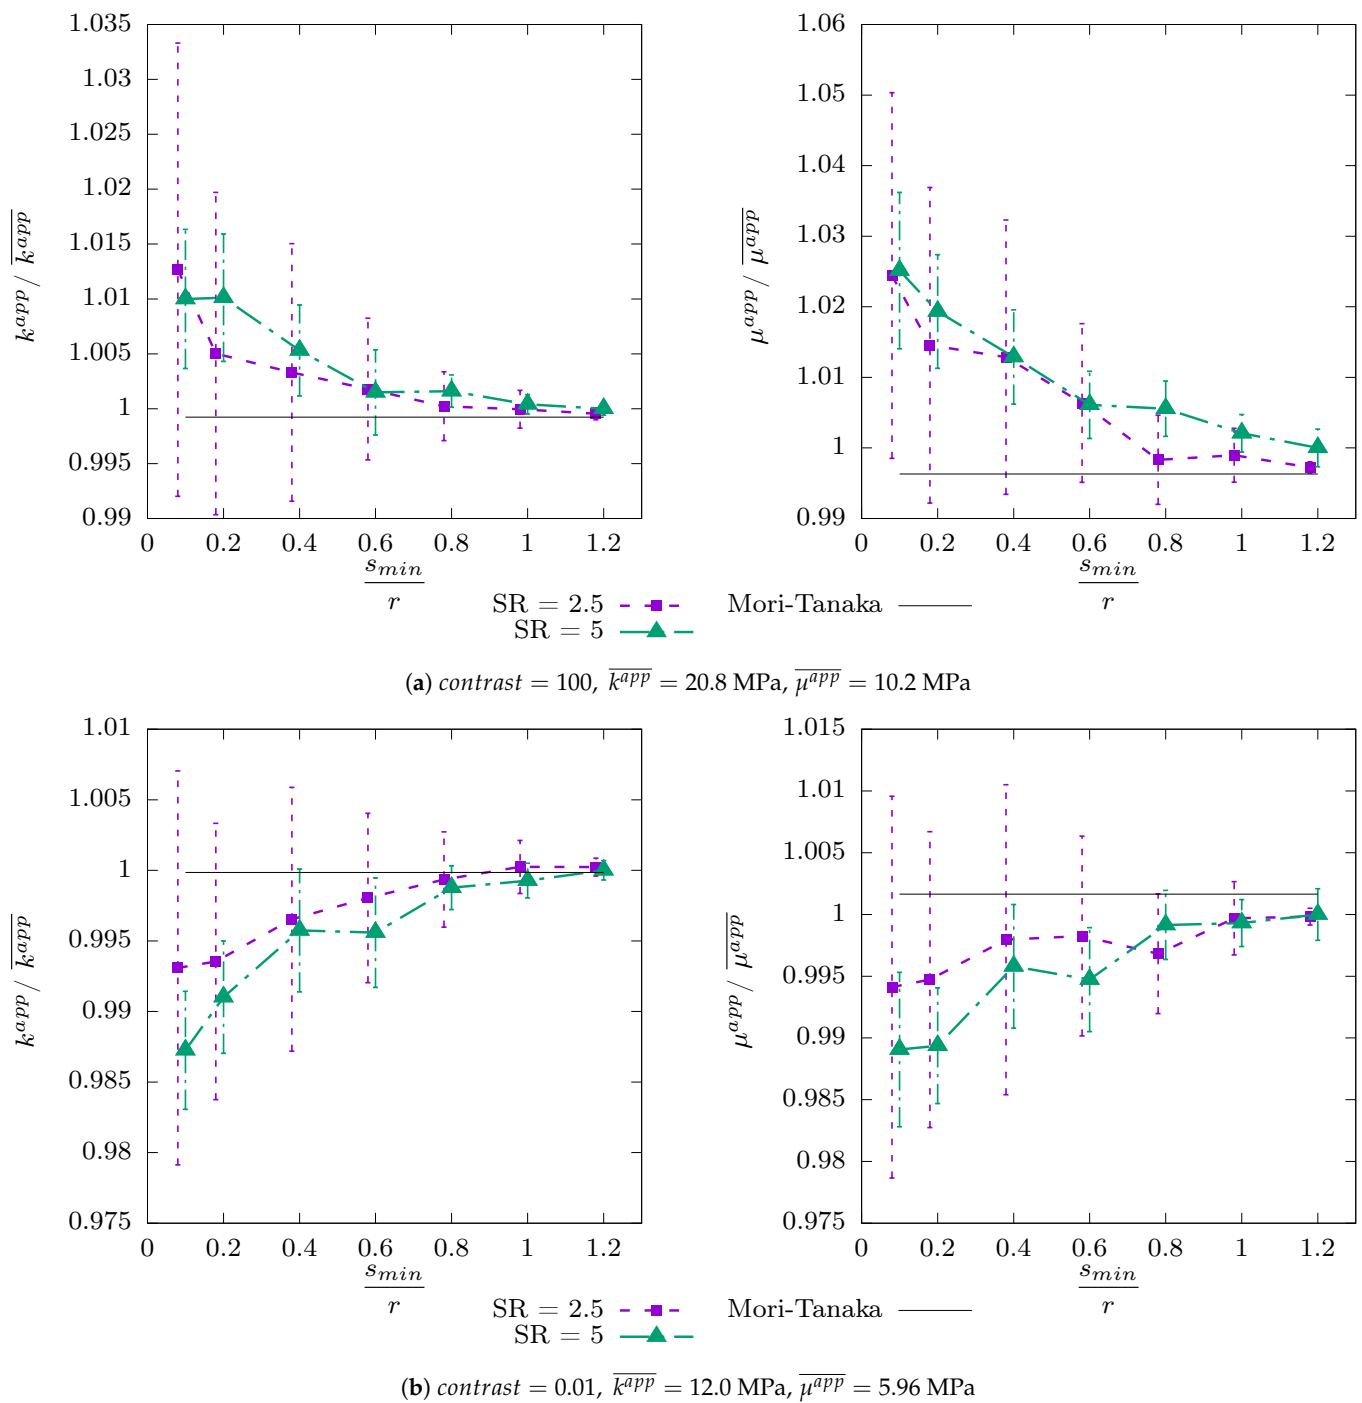 1.035
1.03
1.025
1.02
1.015
1.01
1.005
1
0.995
0.99
k^app / k̅^a̅p̅p̅
0 0.2 0.4 0.6 0.8 1 1.2
s_min
r
1.06
1.05
1.04
1.03
1.02
1.01
1
0.99
μ^app / μ̅^a̅p̅p̅
0 0.2 0.4 0.6 0.8 1 1.2
s_min
r
SR = 2.5 Mori-Tanaka
SR = 5
(a) contrast = 100, k̅^a̅p̅p̅ = 20.8 MPa, μ̅^a̅p̅p̅ = 10.2 MPa
1.01
1.005
1
0.995
0.99
0.985
0.98
0.975
k^app / k̅^a̅p̅p̅
0 0.2 0.4 0.6 0.8 1 1.2
s_min
r
1.015
1.01
1.005
1
0.995
0.99
0.985
0.98
0.975
μ^app / μ̅^a̅p̅p̅
0 0.2 0.4 0.6 0.8 1 1.2
s_min
r
SR = 2.5 Mori-Tanaka
SR = 5
(b) contrast = 0.01, k̅^a̅p̅p̅ = 12.0 MPa, μ̅^a̅p̅p̅ = 5.96 MPa